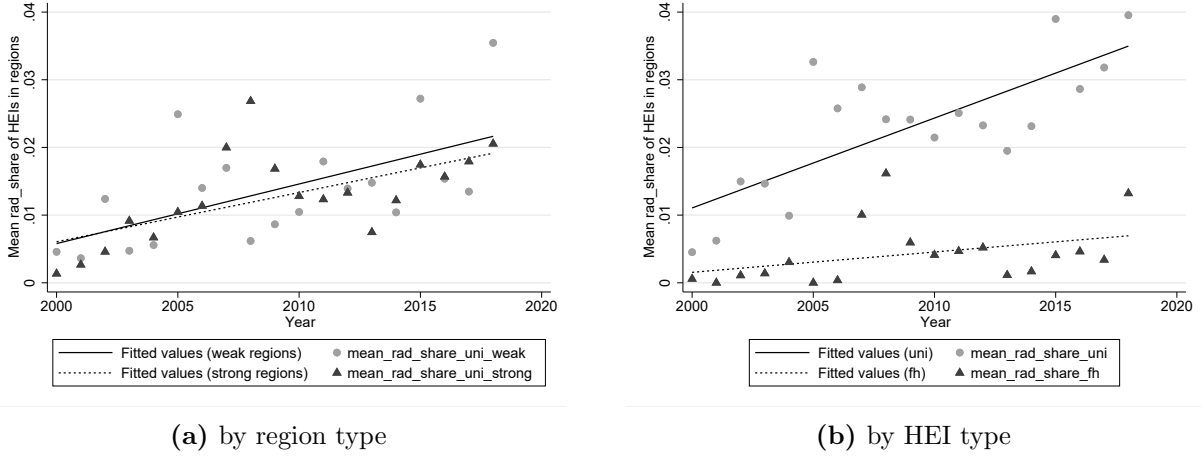 Mean rad_share of HEIs in regions
.04
.03
.02
.01
0
2000 2005 2010 2015 2020
Year
Fitted values (weak regions) mean_rad_share_uni_weak
Fitted values (strong regions) mean_rad_share_uni_strong
(a) by region type
Mean rad_share of HEIs in regions
.04
.03
.02
.01
0
2000 2005 2010 2015 2020
Year
Fitted values (uni) mean_rad_share_uni
Fitted values (fh) mean_rad_share_fh
(b) by HEI type